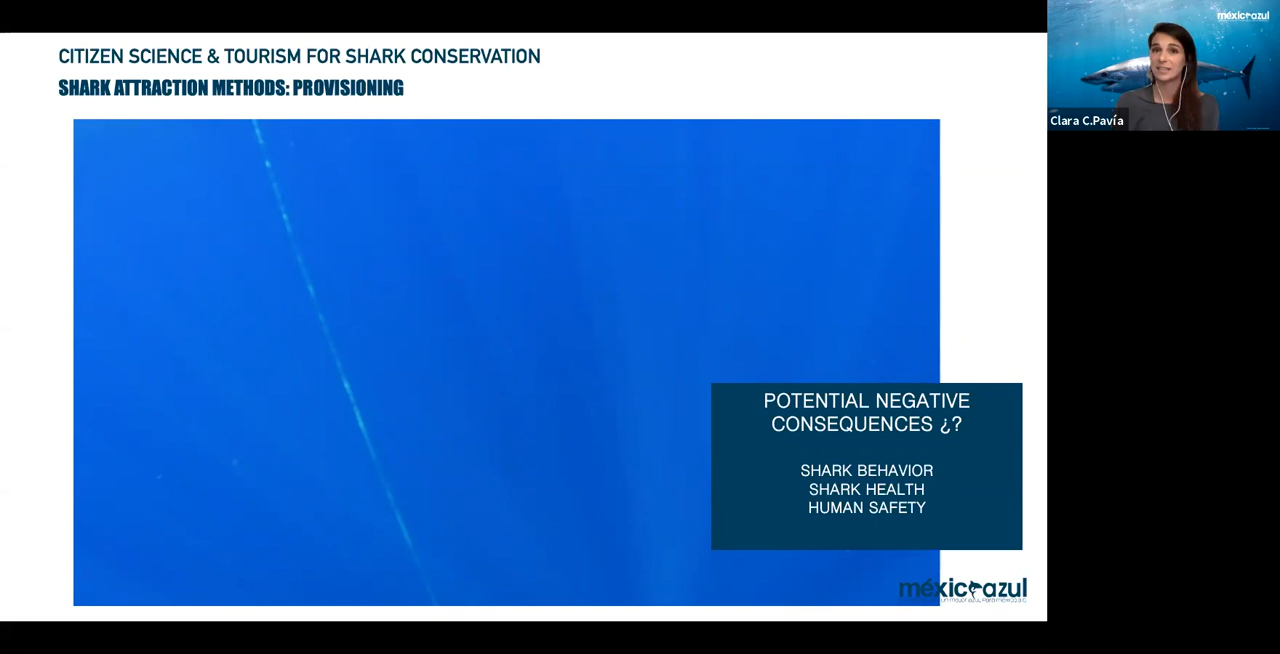 CITIZEN SCIENCE & TOURISM FOR SHARK CONSERVATION
SHARK ATTRACTION METHODS: PROVISIONING
POTENTIAL NEGATIVE
CONSEQUENCES ¿?
SHARK BEHAVIOR
SHARK HEALTH
HUMAN SAFETY
méxicoazul
méxicoazul
Clara C.Pavía